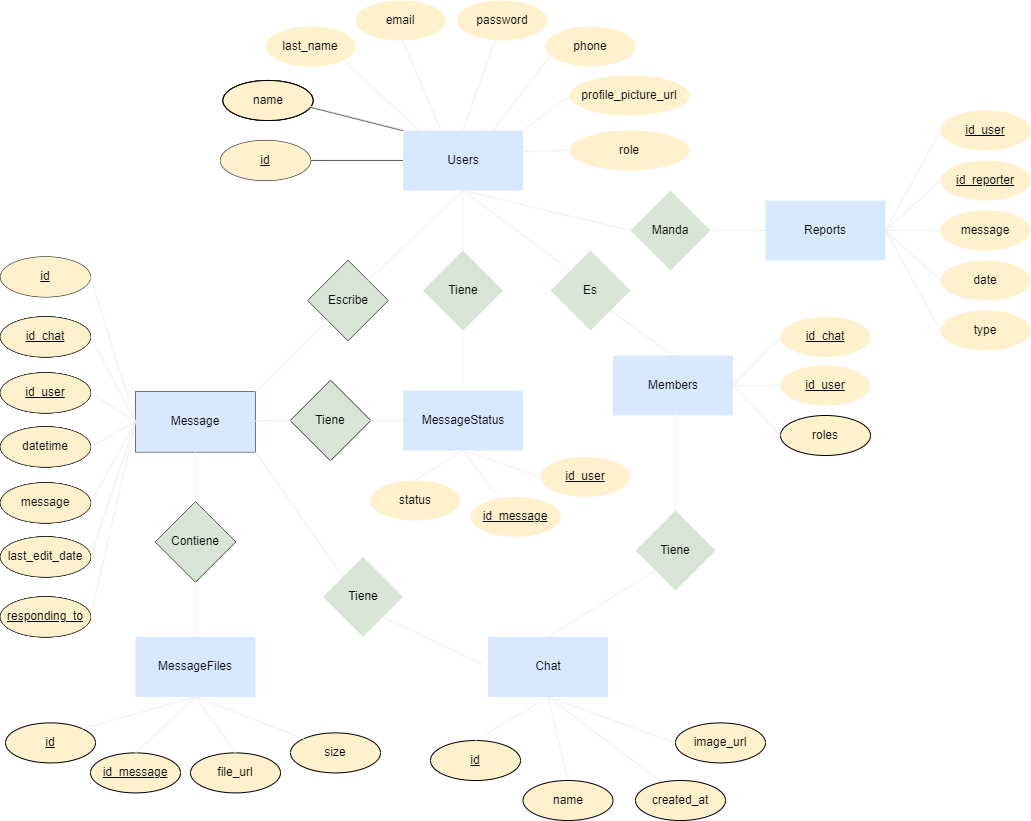 email
password
last_name
phone
name
profile_picture_url
id
Users
role
id_user
id_reporter
Manda
Reports
message
date
type
Escribe
Tiene
Es
id
id_chat
id_user
datetime
message
last_edit_date
responding_to
Message
Tiene
MessageStatus
Members
id_chat
id_user
roles
status
id_message
id_user
Contiene
Tiene
Tiene
MessageFiles
Chat
id
id_message
file_url
size
id
name
created_at
image_url